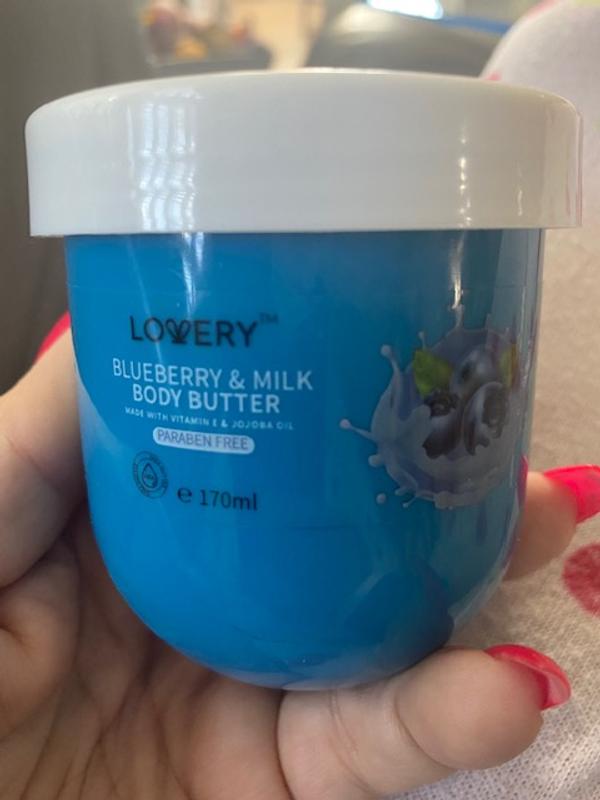 LOVERY™
BLUEBERRY & MILK
BODY BUTTER
MADE WITH VITAMIN E & JOJOBA OIL
PARABEN FREE
℮ 170ml